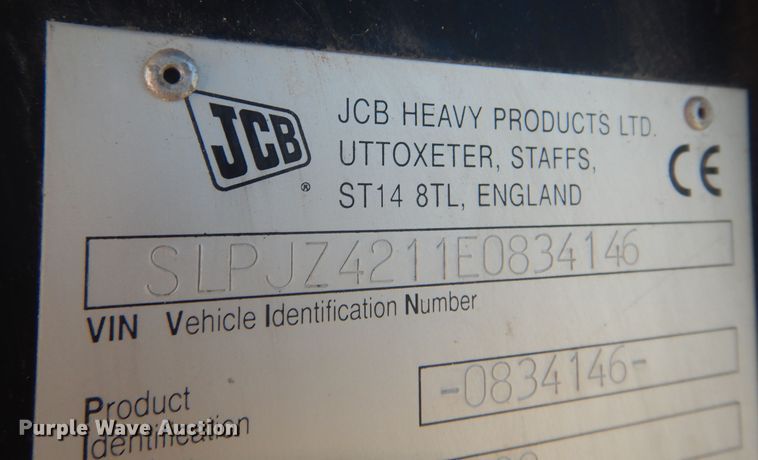 JCB
®
JCB HEAVY PRODUCTS LTD.
UTTOXETER, STAFFS,
ST14 8TL, ENGLAND
CE
SLPJZ4211E0834146
VIN Vehicle Identification Number
Product
Identification
-0834146-
Purple Wave Auction